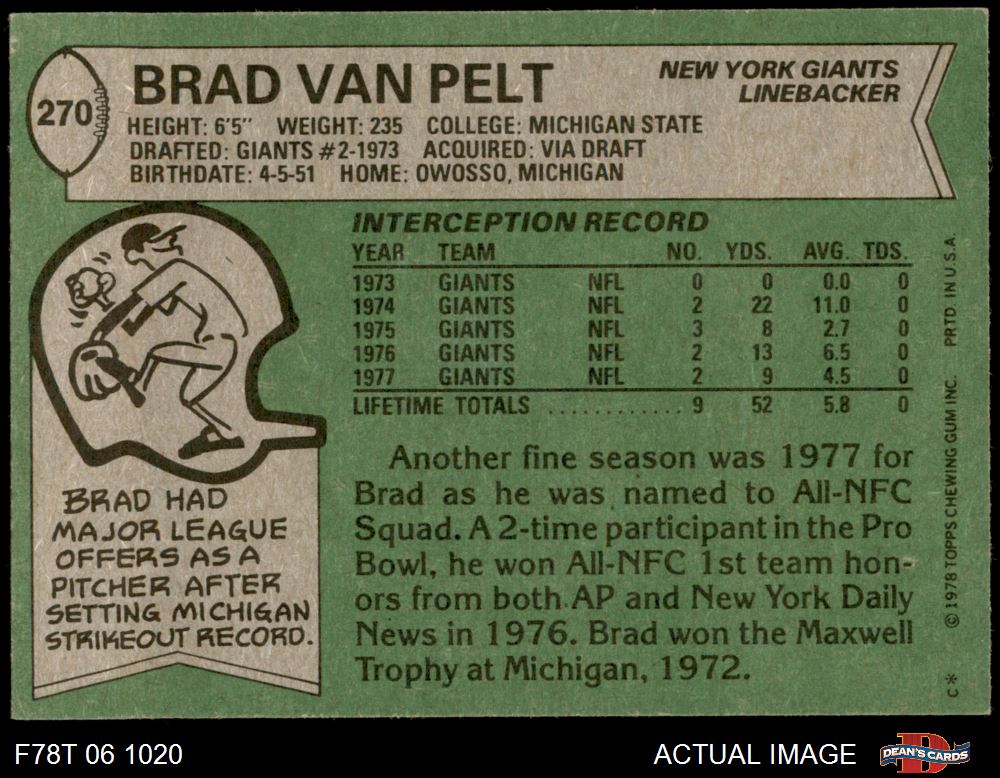 270
BRAD VAN PELT
NEW YORK GIANTS
LINEBACKER
HEIGHT: 6'5" WEIGHT: 235 COLLEGE: MICHIGAN STATE
DRAFTED: GIANTS #2-1973 ACQUIRED: VIA DRAFT
BIRTHDATE: 4-5-51 HOME: OWOSSO, MICHIGAN
INTERCEPTION RECORD
YEAR TEAM NO. YDS. AVG. TDS.
1973 GIANTS NFL 0 0 0.0 0
1974 GIANTS NFL 2 22 11.0 0
1975 GIANTS NFL 3 8 2.7 0
1976 GIANTS NFL 2 13 6.5 0
1977 GIANTS NFL 2 9 4.5 0
LIFETIME TOTALS ............ 9 52 5.8 0
Another fine season was 1977 for
Brad as he was named to All-NFC
Squad. A 2-time participant in the Pro
Bowl, he won All-NFC 1st team hon-
ors from both AP and New York Daily
News in 1976. Brad won the Maxwell
Trophy at Michigan, 1972.
BRAD HAD
MAJOR LEAGUE
OFFERS AS A
PITCHER AFTER
SETTING MICHIGAN
STRIKEOUT RECORD.
C* © 1978 TOPPS CHEWING GUM INC. PRTD. IN U.S.A.
F78T 06 1020
ACTUAL IMAGE
D
DEAN'S CARDS